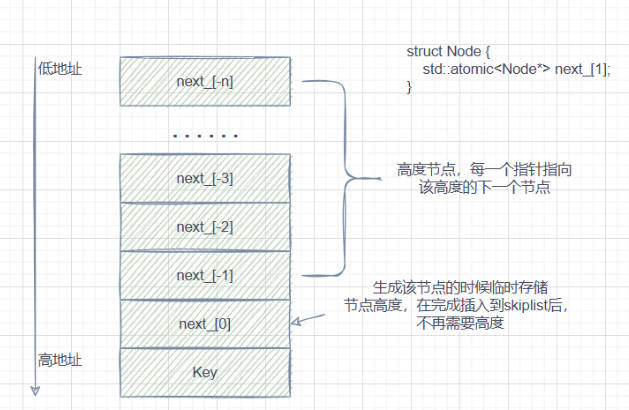 低地址
next_[-n]
......
next_[-3]
next_[-2]
next_[-1]
next_[0]
Key
高地址
struct Node {
std::atomic<Node*> next_[1];
}
高度节点，每一个指针指向
该高度的下一个节点
生成该节点的时候临时存储
节点高度，在完成插入到skiplist后，
不再需要高度